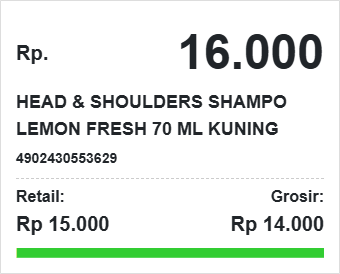 Rp. 16.000
HEAD & SHOULDERS SHAMPO
LEMON FRESH 70 ML KUNING
4902430553629
Retail: Grosir:
Rp 15.000 Rp 14.000